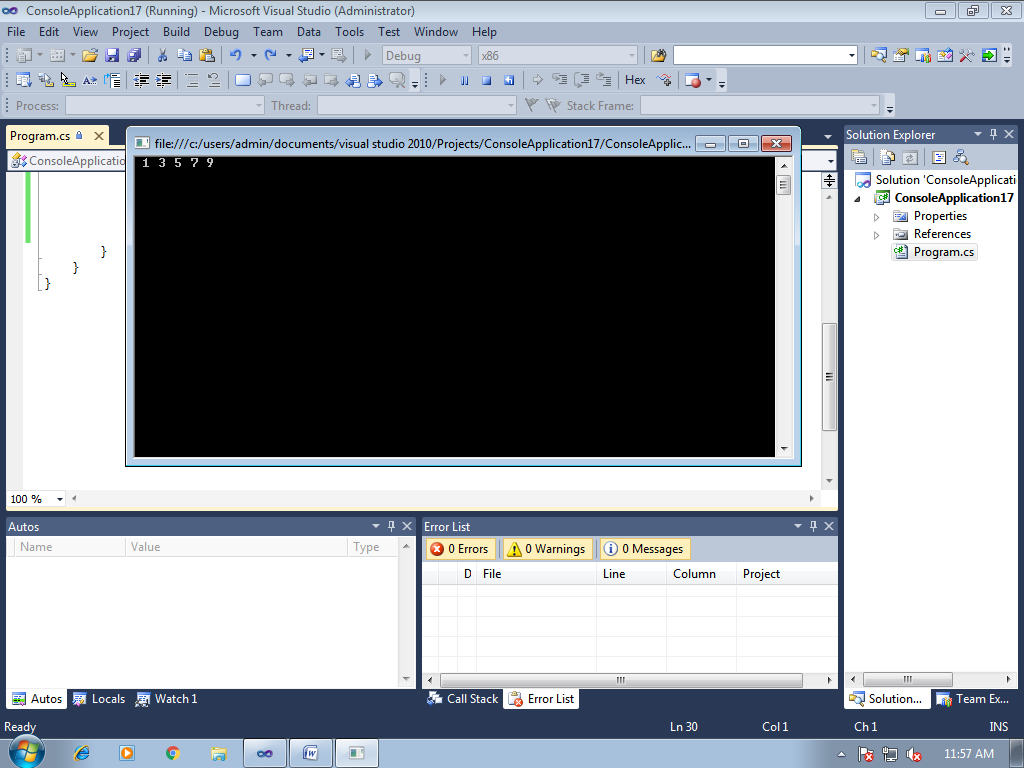 ConsoleApplication17 (Running) - Microsoft Visual Studio (Administrator)
File Edit View Project Build Debug Team Data Tools Test Window Help
Debug x86
Hex
Process: Thread: Stack Frame:
Program.cs
file:///c:/users/admin/documents/visual studio 2010/Projects/ConsoleApplication17/ConsoleApplic...
ConsoleApplicatio
1 3 5 7 9
}
}
}
100 %
Solution Explorer
Solution 'ConsoleApplicati
ConsoleApplication17
Properties
References
Program.cs
Autos
Name Value Type
Error List
0 Errors 0 Warnings 0 Messages
D File Line Column Project
Autos Locals Watch 1
Call Stack Error List
Solution... Team Ex...
Ready Ln 30 Col 1 Ch 1 INS
11:57 AM